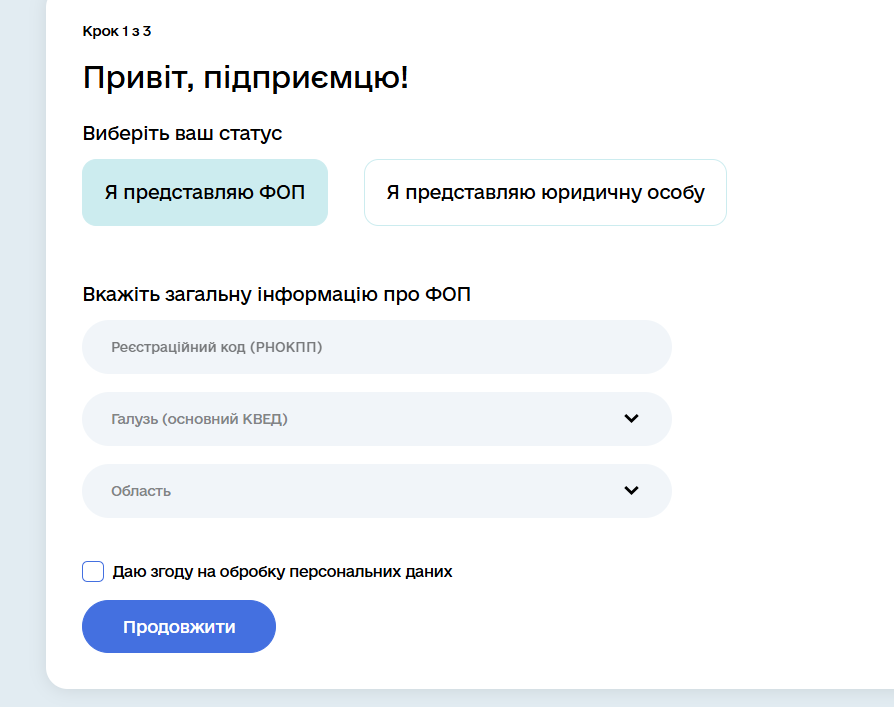 Крок 1 з 3
Привіт, підприємцю!
Виберіть ваш статус
Я представляю ФОП
Я представляю юридичну особу
Вкажіть загальну інформацію про ФОП
Реєстраційний код (РНОКПП)
Галузь (основний КВЕД)
Область
Даю згоду на обробку персональних даних
Продовжити